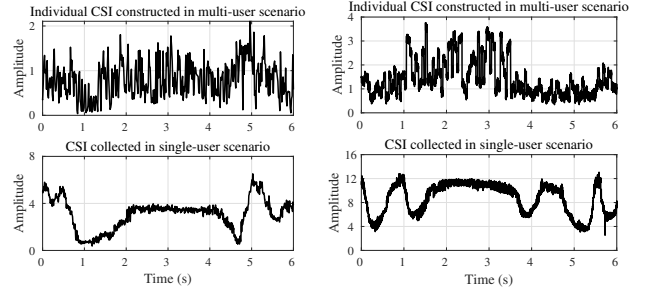 Individual CSI constructed in multi-user scenario
Amplitude
2
1
0
0 1 2 3 4 5 6
CSI collected in single-user scenario
Amplitude
8
4
0
0 1 2 3 4 5 6
Time (s)
Individual CSI constructed in multi-user scenario
Amplitude
4
3
2
1
0
0 1 2 3 4 5 6
CSI collected in single-user scenario
Amplitude
16
12
8
4
0
0 1 2 3 4 5 6
Time (s)